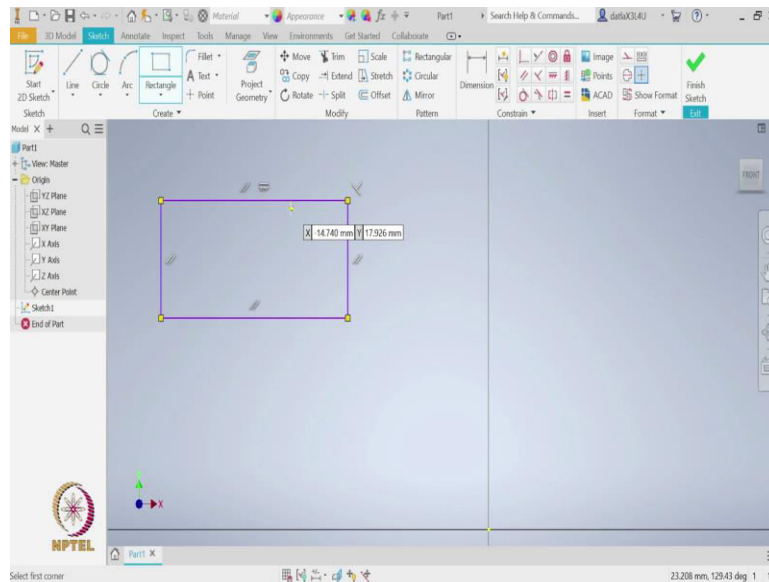 Material Appearance fx Part1 Search Help & Commands... datlaX3L4U
File 3D Model Sketch Annotate Inspect Tools Manage View Environments Get Started Collaborate
Start
2D Sketch
Line Circle Arc Rectangle
Fillet
A Text
Point
Project
Geometry
Move Trim Scale
Copy Extend Stretch
Rotate Split Offset
Rectangular
Circular
Mirror
Dimension
Image
Points
ACAD
Show Format
Finish
Sketch
Sketch Create Modify Pattern Constrain Insert Format Exit
Model X +
Part1
View: Master
Origin
YZ Plane
XZ Plane
XY Plane
X Axis
Y Axis
Z Axis
Center Point
Sketch1
End of Part
FRONT
X -14.740 mm Y 17.926 mm
X
NPTEL
Part1 X
Select first corner
23.208 mm, 129.43 deg 1